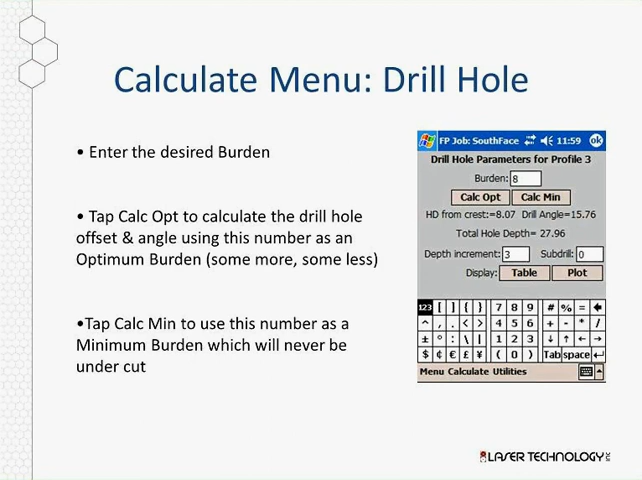 Calculate Menu: Drill Hole
• Enter the desired Burden
• Tap Calc Opt to calculate the drill hole
offset & angle using this number as an
Optimum Burden (some more, some less)
•Tap Calc Min to use this number as a
Minimum Burden which will never be
under cut
FP Job: SouthFace 11:59 ok
Drill Hole Parameters for Profile 3
Burden: 8
Calc Opt Calc Min
HD from crest:=8.07 Drill Angle=15.76
Total Hole Depth= 27.96
Depth increment: 3 Subdrill: 0
Display: Table Plot
123 [ ] { } 7 8 9 # % = ←
^ , . < > 4 5 6 + - * /
± ° : \ | 1 2 3 ↓ ↑ ← →
$ ¢ € £ ¥ ( 0 ) Tab space ↵
Menu Calculate Utilities
LASER TECHNOLOGY INC